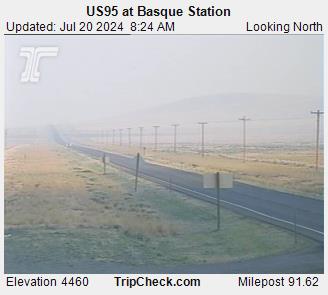 US95 at Basque Station
Updated: Jul 20 2024 8:24 AM Looking North
Elevation 4460 TripCheck.com Milepost 91.62